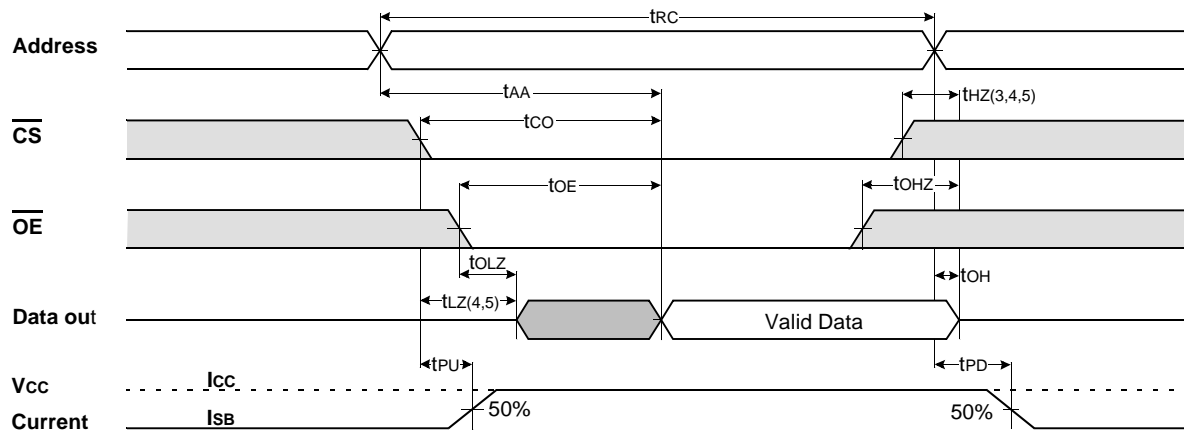 tRC
Address
tAA
tHZ(3,4,5)
tCO
CS
tOE
tOHZ
OE
tOLZ
tOH
tLZ(4,5)
Data out
Valid Data
tPU
tPD
VCC
ICC
50%
50%
Current
ISB